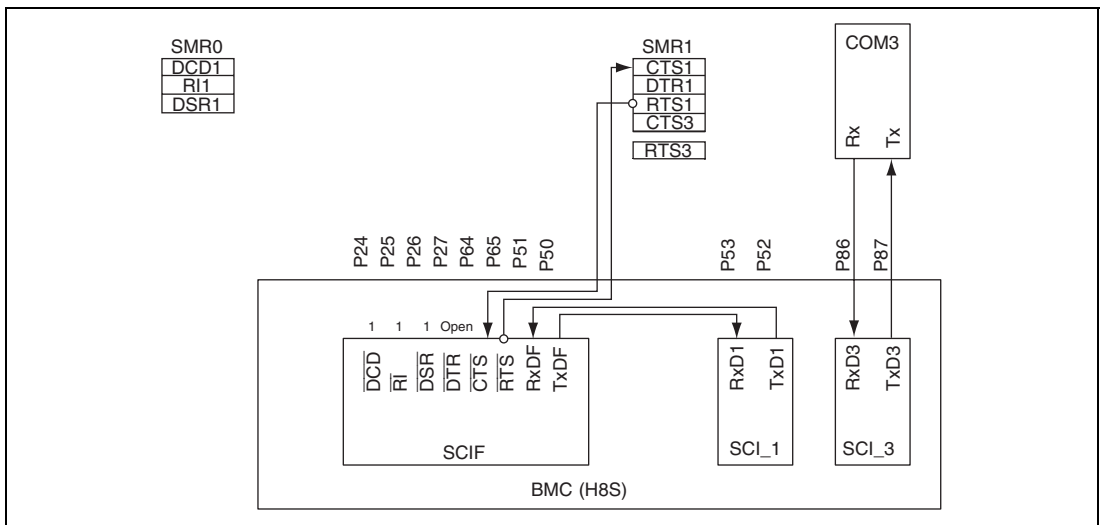 SMR0
DCD1
RI1
DSR1
SMR1
CTS1
DTR1
RTS1
CTS3
RTS3
COM3
Rx
Tx
P24
P25
P26
P27
P64
P65
P51
P50
P53
P52
P86
P87
1 1 1 Open
DCD
RI
DSR
DTR
CTS
RTS
RxDF
TxDF
SCIF
RxD1
TxD1
SCI_1
RxD3
TxD3
SCI_3
BMC (H8S)